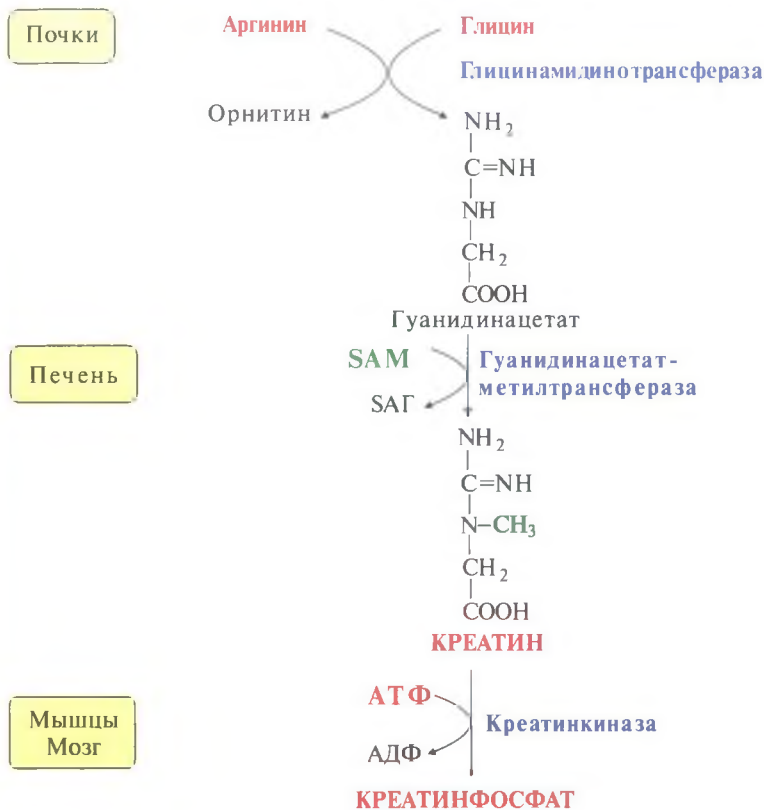 Почки
Аргинин
Глицин
Глицинамидинотрансфераза
Орнитин
NH₂
C=NH
NH
CH₂
COOH
Гуанидинацетат
Печень
SAM
Гуанидинацетат-
метилтрансфераза
SАГ
NH₂
C=NH
N–CH₃
CH₂
COOH
КРЕАТИН
АТФ
Мышцы
Мозг
Креатинкиназа
АДФ
КРЕАТИНФОСФАТ